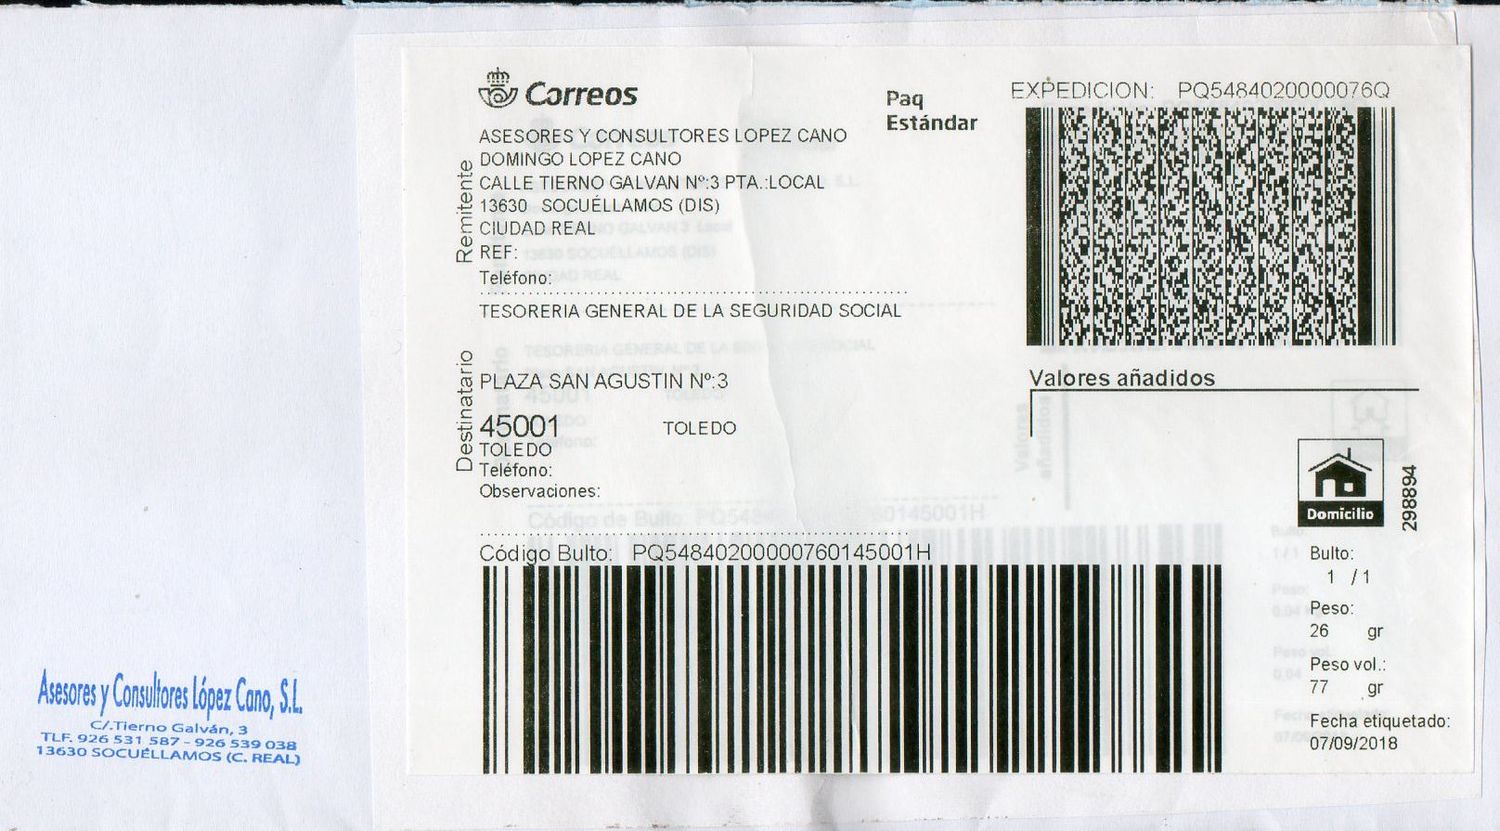 Correos
Paq
Estándar
EXPEDICION: PQ5484020000076Q
Remitente
ASESORES Y CONSULTORES LOPEZ CANO
DOMINGO LOPEZ CANO
CALLE TIERNO GALVAN Nº:3 PTA.:LOCAL
13630 SOCUÉLLAMOS (DIS)
CIUDAD REAL
REF:
Teléfono:
Destinatario
TESORERIA GENERAL DE LA SEGURIDAD SOCIAL
PLAZA SAN AGUSTIN Nº:3
45001 TOLEDO
TOLEDO
Teléfono:
Observaciones:
Valores añadidos
Domicilio
298894
Código Bulto: PQ54840200000760145001H
Bulto:
1 / 1
Peso:
26 gr
Peso vol.:
77 gr
Fecha etiquetado:
07/09/2018
Asesores y Consultores López Cano, S.L.
C/.Tierno Galván, 3
TLF. 926 531 587 - 926 539 038
13630 SOCUÉLLAMOS (C. REAL)